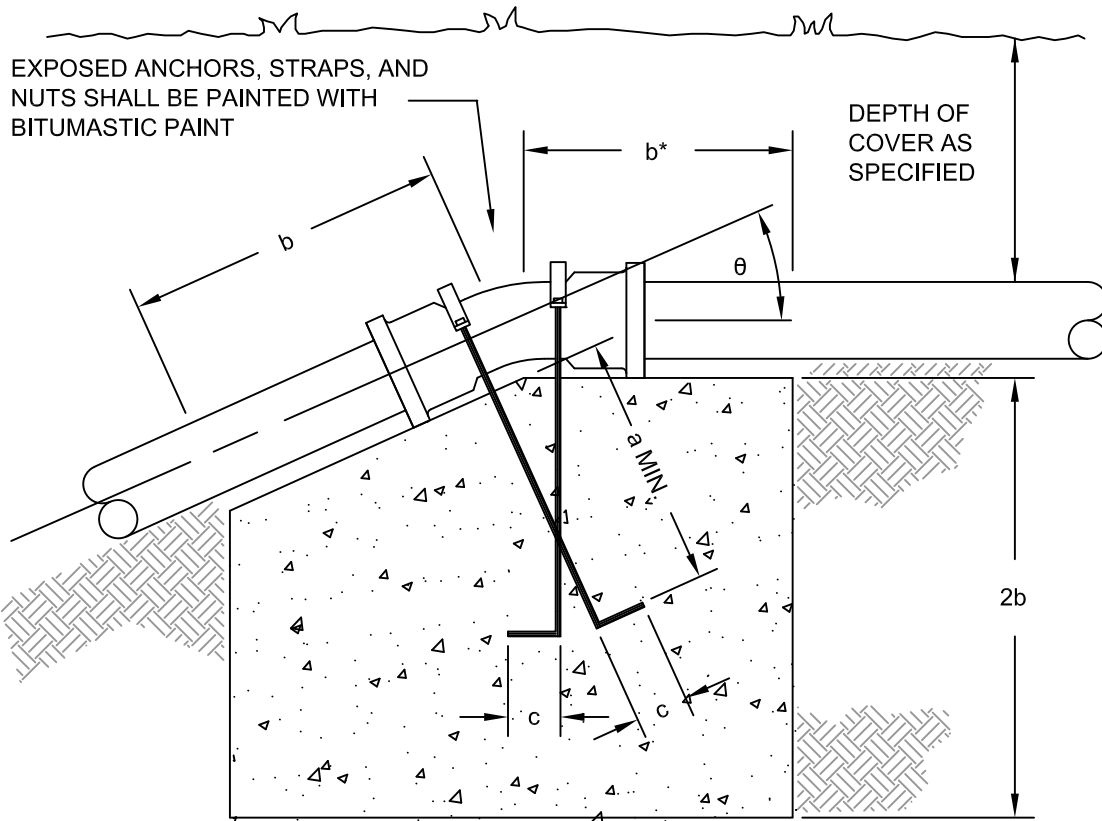 EXPOSED ANCHORS, STRAPS, AND
NUTS SHALL BE PAINTED WITH
BITUMASTIC PAINT
DEPTH OF
COVER AS
SPECIFIED
b*
b
θ
a MIN.
2b
c
c